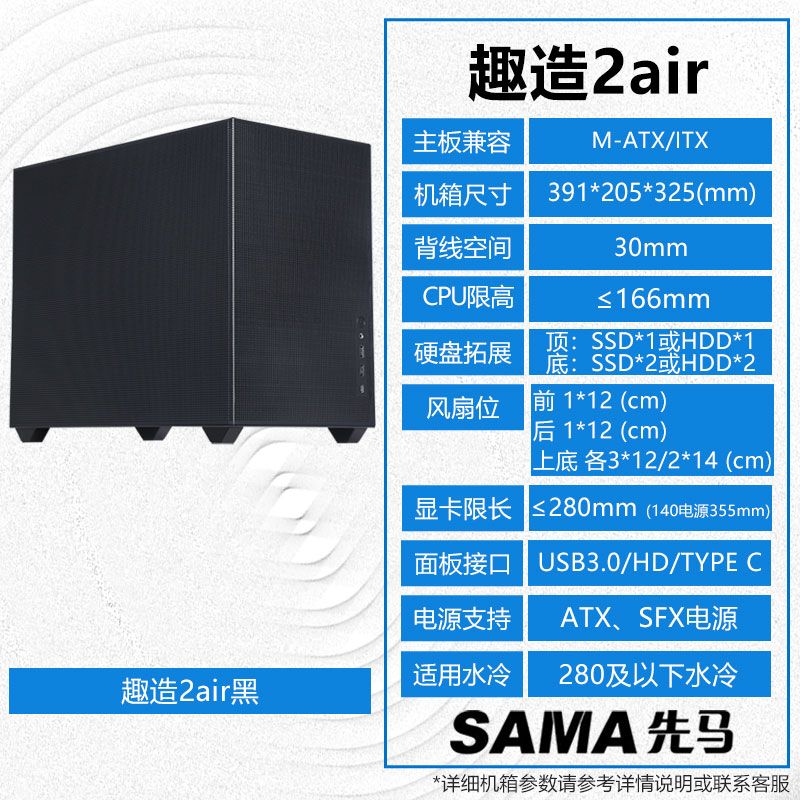 趣造2air
主板兼容 M-ATX/ITX
机箱尺寸 391*205*325(mm)
背线空间 30mm
CPU限高 ≤166mm
硬盘拓展 顶：SSD*1或HDD*1
底：SSD*2或HDD*2
风扇位 前 1*12 (cm)
后 1*12 (cm)
上底 各3*12/2*14 (cm)
显卡限长 ≤280mm (140电源355mm)
面板接口 USB3.0/HD/TYPE C
电源支持 ATX、SFX电源
适用水冷 280及以下水冷
趣造2air黑
SAMA 先马
*详细机箱参数请参考详情说明或联系客服